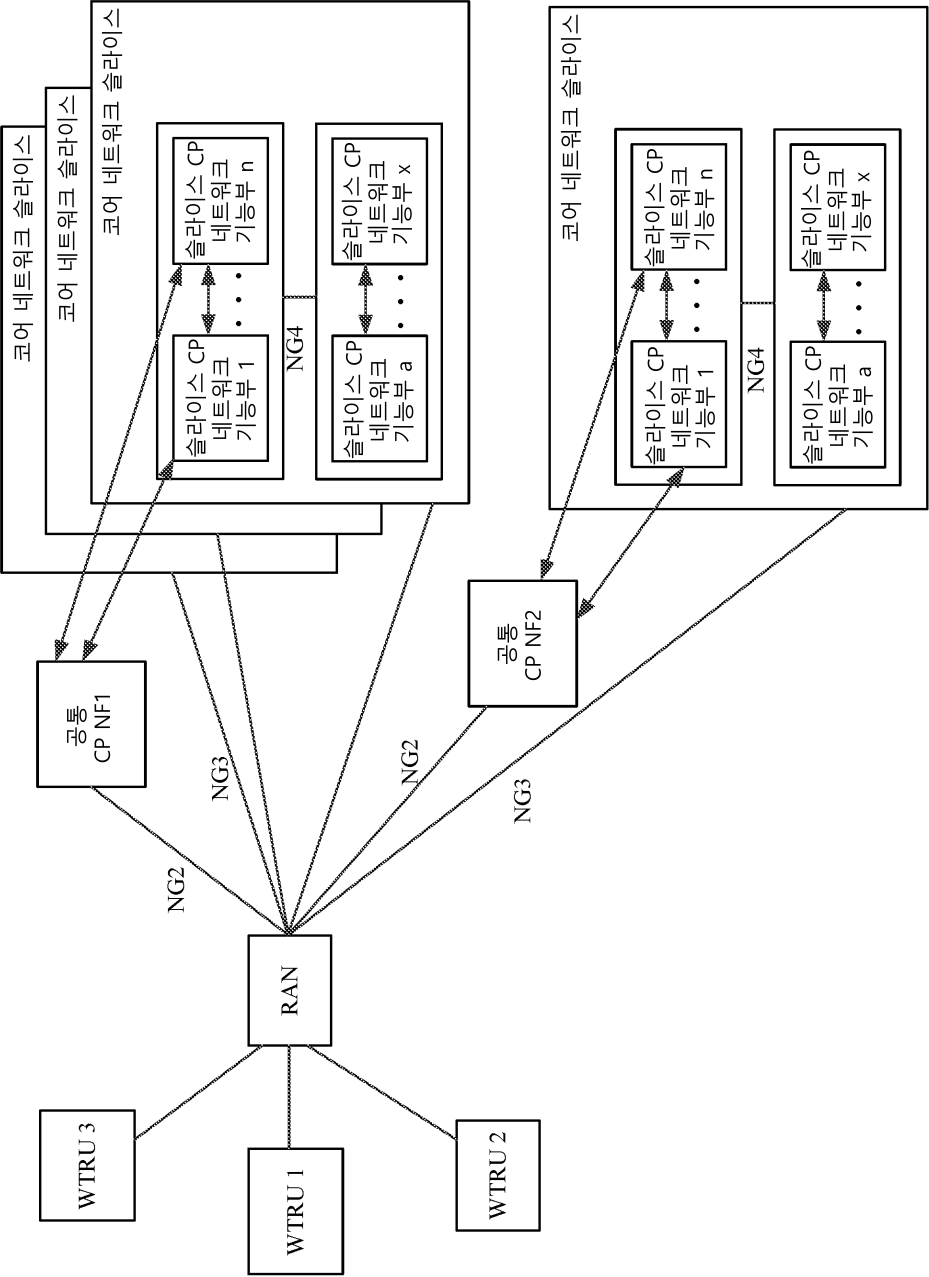 코어 네트워크 슬라이스
코어 네트워크 슬라이스
코어 네트워크 슬라이스
슬라이스 CP
네트워크
기능부 1
슬라이스 CP
네트워크
기능부 n
NG4
슬라이스 CP
네트워크
기능부 a
슬라이스 CP
네트워크
기능부 x
공통
CP NF1
NG2
NG3
WTRU 3
WTRU 1
WTRU 2
RAN
NG2
NG3
공통
CP NF2
코어 네트워크 슬라이스
슬라이스 CP
네트워크
기능부 1
슬라이스 CP
네트워크
기능부 n
NG4
슬라이스 CP
네트워크
기능부 a
슬라이스 CP
네트워크
기능부 x